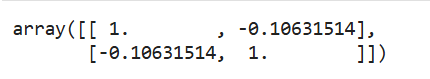 array([[ 1.        , -0.10631514],
       [-0.10631514,  1.        ]])